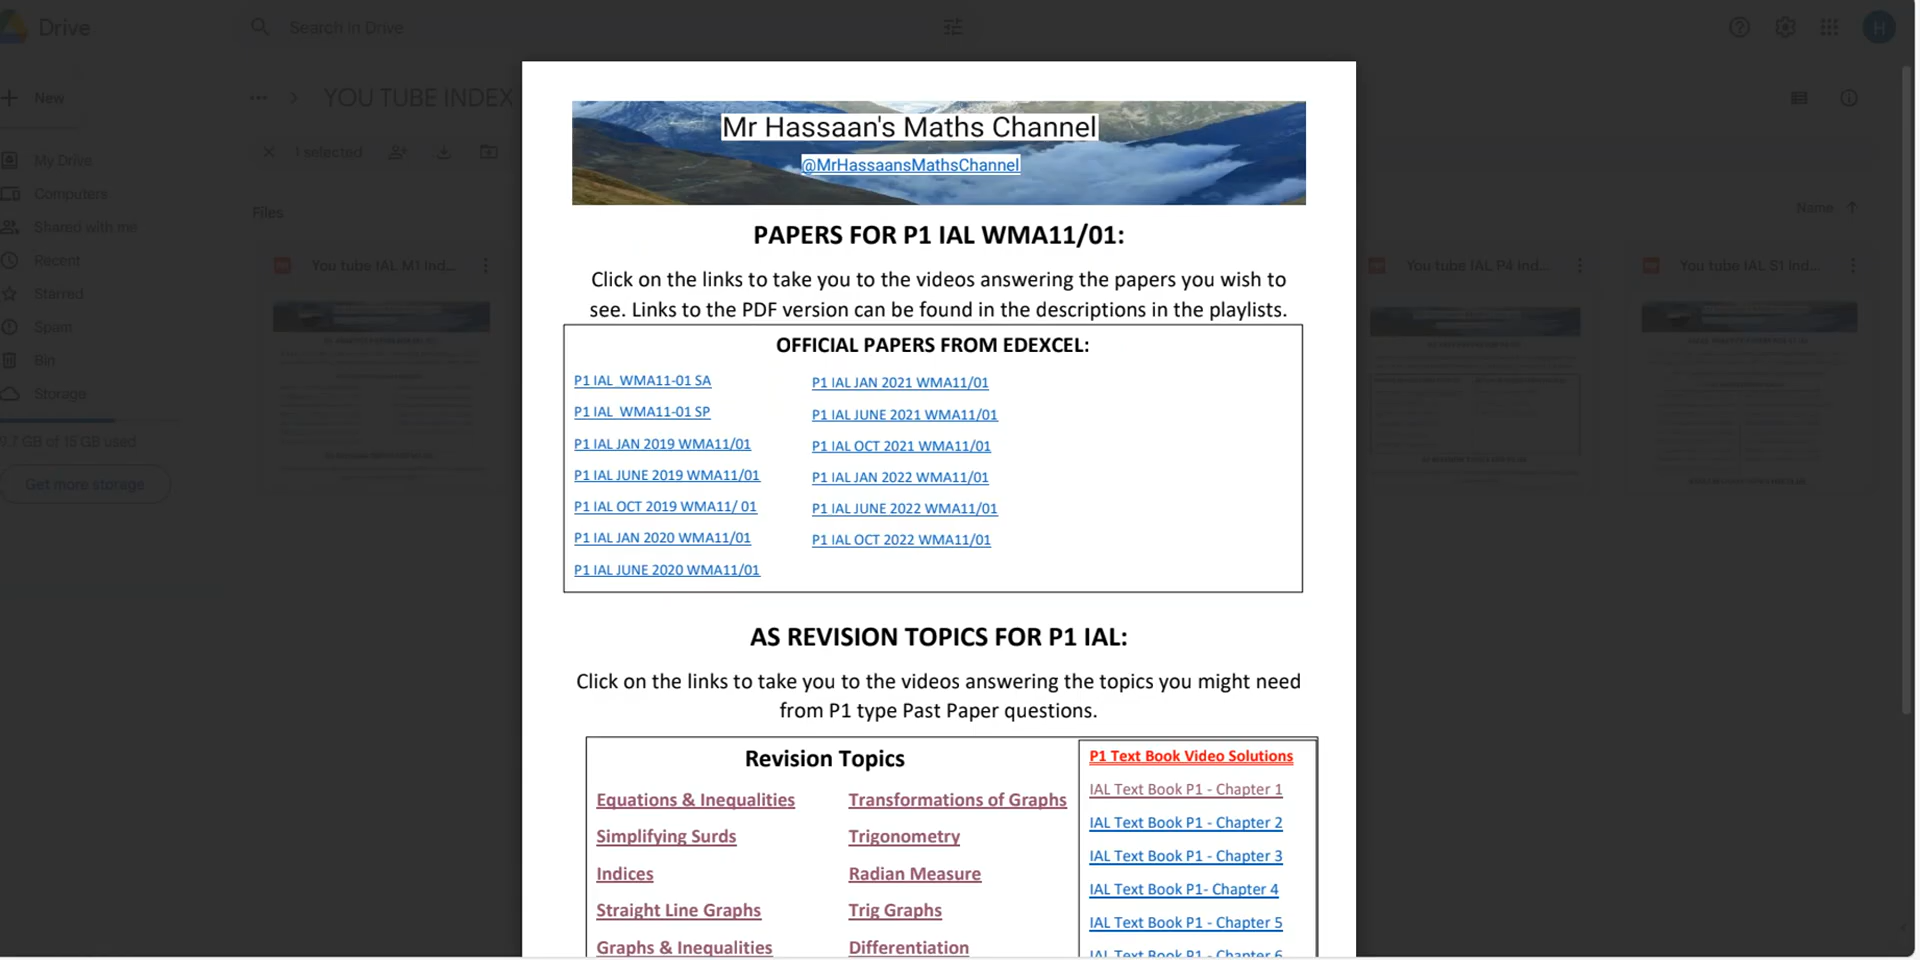 Drive
Search in Drive
H
New
YOU TUBE INDEX
1 selected
My Drive
Computers
Shared with me
Recent
Starred
Spam
Bin
Storage
9.7 GB of 15 GB used
Get more storage
Files
Name
You tube IAL M1 Ind...
You tube IAL P4 Ind...
You tube IAL S1 Ind...
Mr Hassaan's Maths Channel
@MrHassaansMathsChannel
PAPERS FOR P1 IAL WMA11/01:
Click on the links to take you to the videos answering the papers you wish to
see. Links to the PDF version can be found in the descriptions in the playlists.
OFFICIAL PAPERS FROM EDEXCEL:
P1 IAL WMA11-01 SA
P1 IAL WMA11-01 SP
P1 IAL JAN 2019 WMA11/01
P1 IAL JUNE 2019 WMA11/01
P1 IAL OCT 2019 WMA11/ 01
P1 IAL JAN 2020 WMA11/01
P1 IAL JUNE 2020 WMA11/01
P1 IAL JAN 2021 WMA11/01
P1 IAL JUNE 2021 WMA11/01
P1 IAL OCT 2021 WMA11/01
P1 IAL JAN 2022 WMA11/01
P1 IAL JUNE 2022 WMA11/01
P1 IAL OCT 2022 WMA11/01
AS REVISION TOPICS FOR P1 IAL:
Click on the links to take you to the videos answering the topics you might need
from P1 type Past Paper questions.
Revision Topics
Equations & Inequalities
Simplifying Surds
Indices
Straight Line Graphs
Graphs & Inequalities
Transformations of Graphs
Trigonometry
Radian Measure
Trig Graphs
Differentiation
P1 Text Book Video Solutions
IAL Text Book P1 - Chapter 1
IAL Text Book P1 - Chapter 2
IAL Text Book P1 - Chapter 3
IAL Text Book P1- Chapter 4
IAL Text Book P1 - Chapter 5
IAL Text Book P1 - Chapter 6